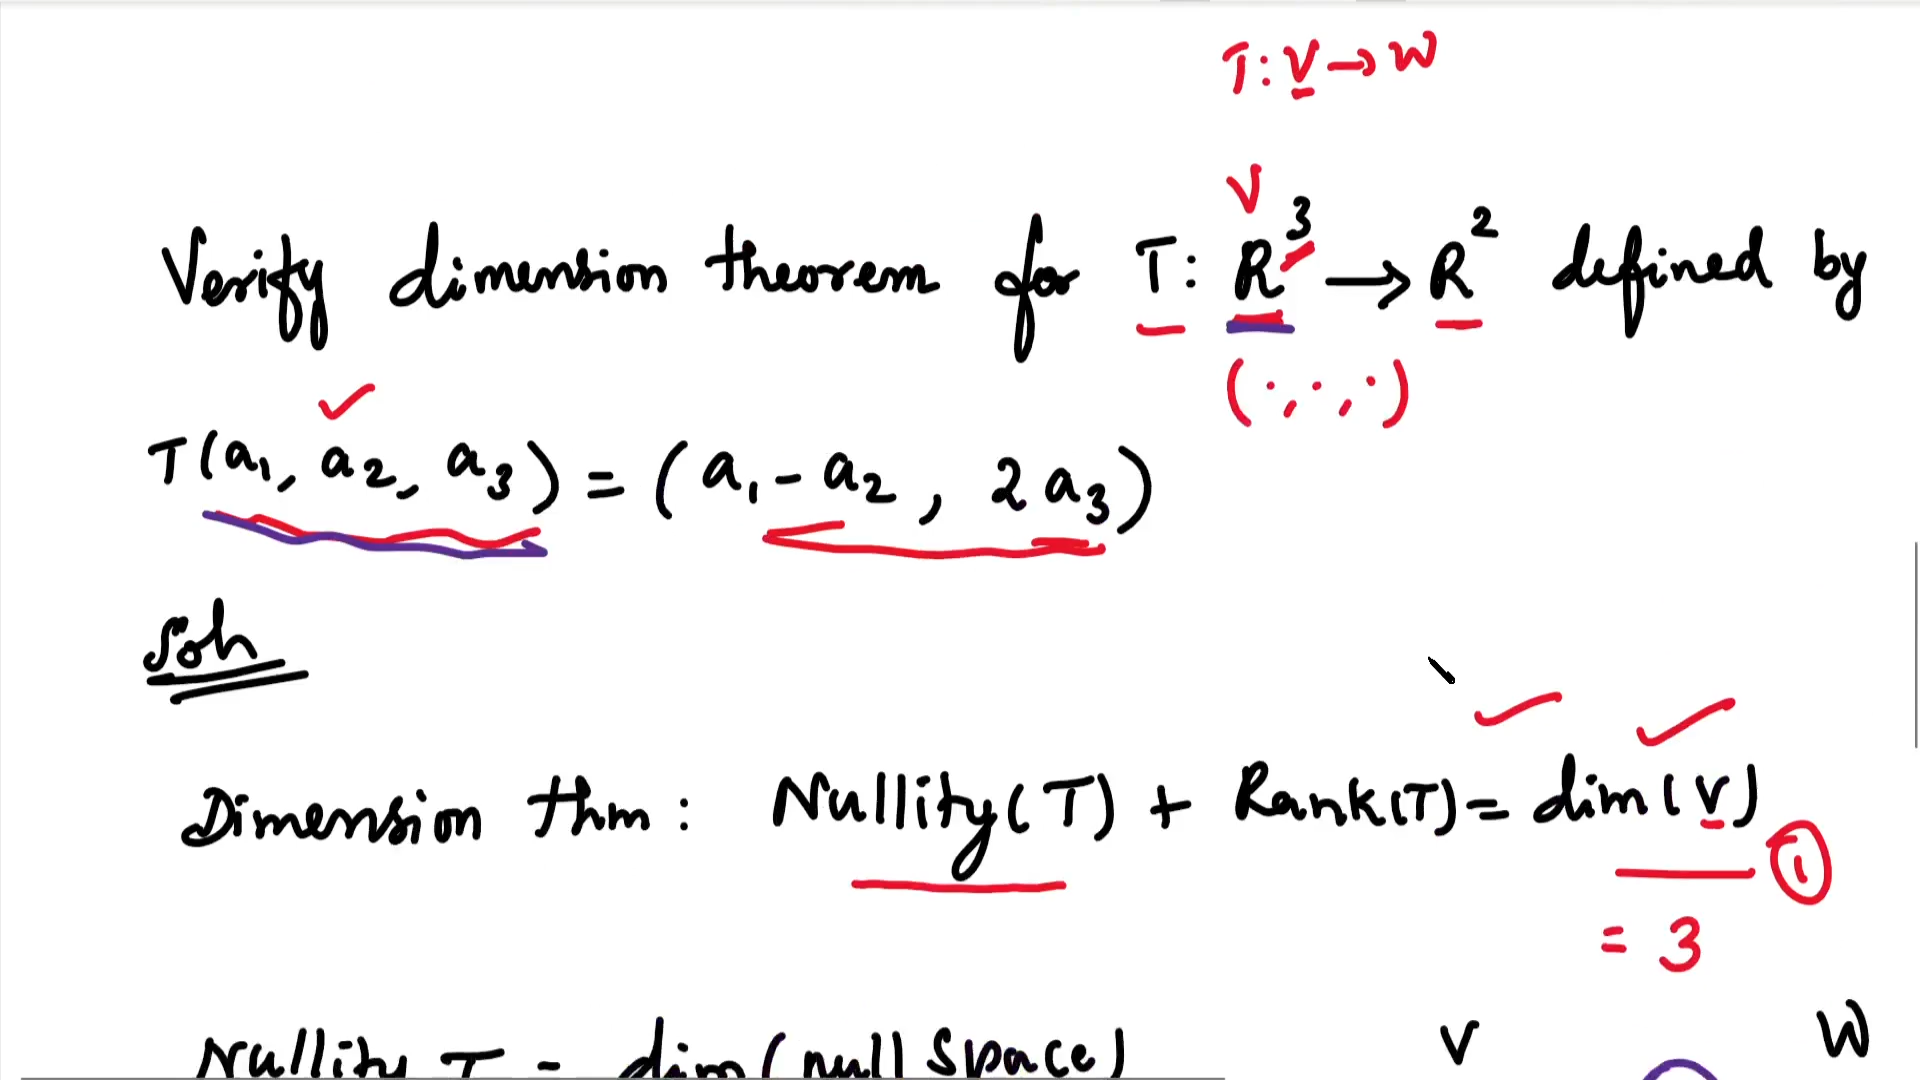 T: V → W
V
Verify dimension theorem for T: R³ → R² defined by
( · , · , · )
T(a₁, a₂, a₃) = (a₁ - a₂, 2a₃)
Soln
Dimension thm: Nullity(T) + Rank(T) = dim(V) ①
= 3
Nullity T = dim(null space)
V W